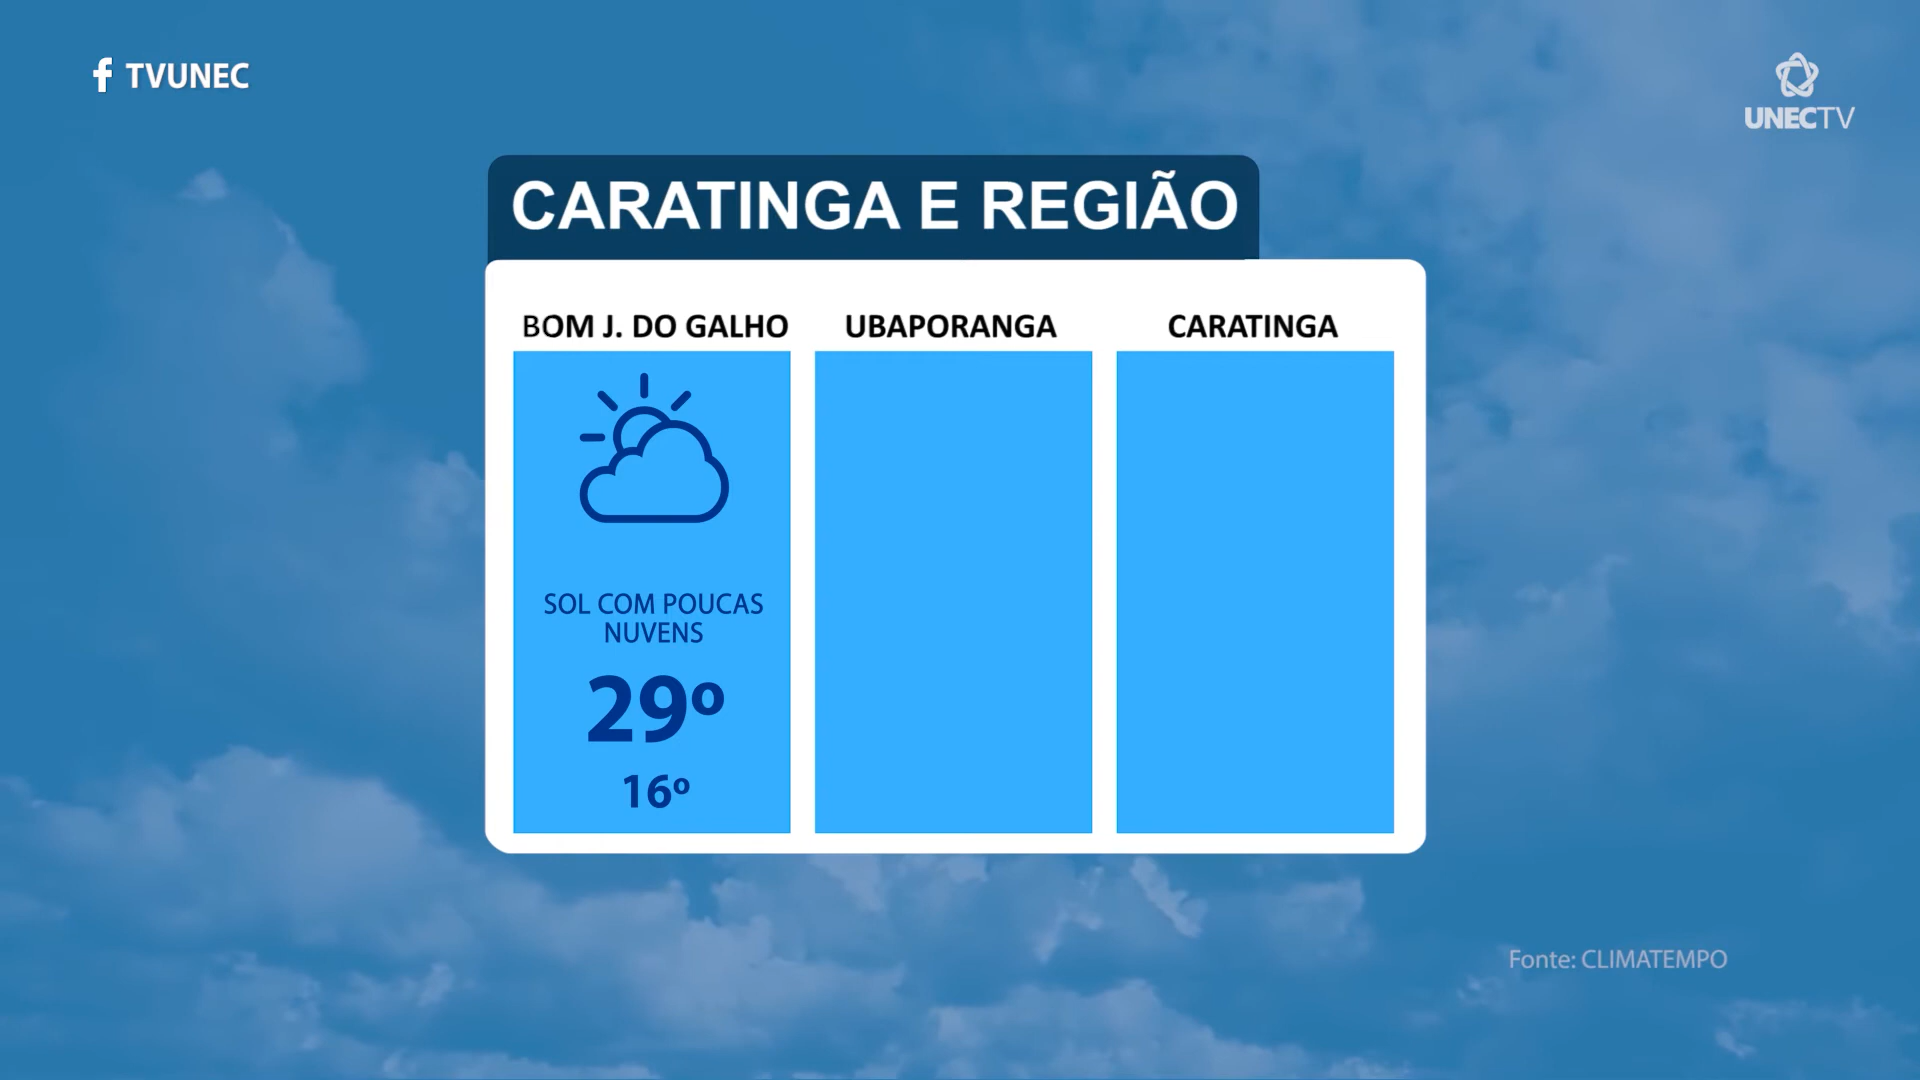 TVUNEC
UNECTV
CARATINGA E REGIÃO
BOM J. DO GALHO
UBAPORANGA
CARATINGA
SOL COM POUCAS
NUVENS
29º
16º
Fonte: CLIMATEMPO